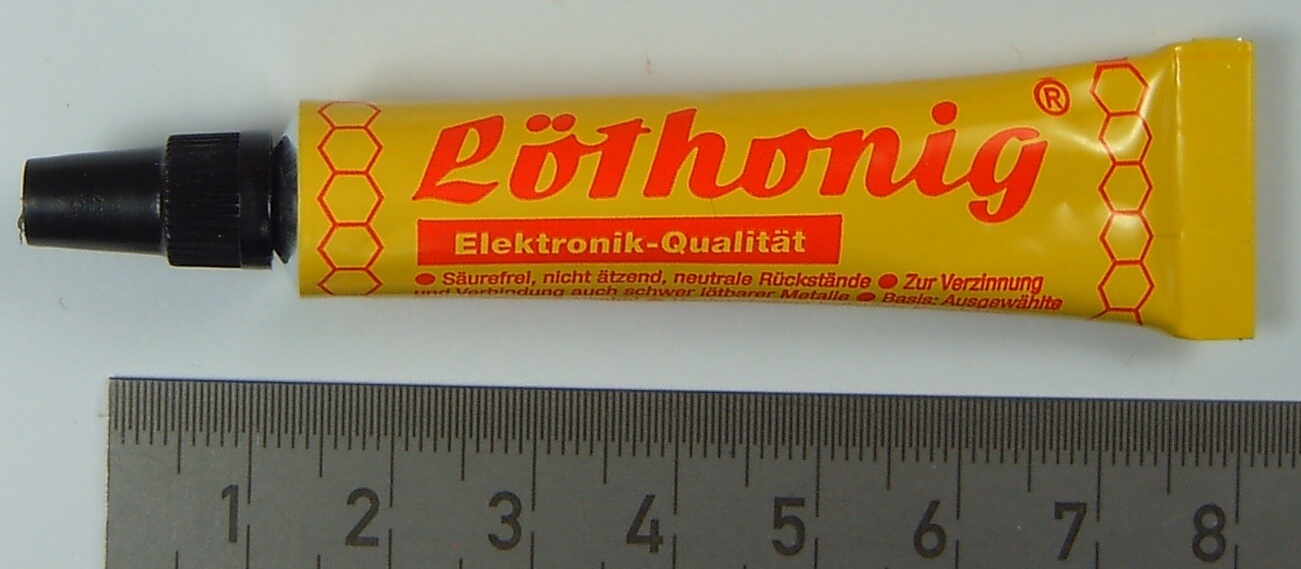 Löthonig®
Elektronik-Qualität
● Säurefrei, nicht ätzend, neutrale Rückstände ● Zur Verzinnung
und Verbindung auch schwer lötbarer Metalle ● Basis: Ausgewählte
1 2 3 4 5 6 7 8